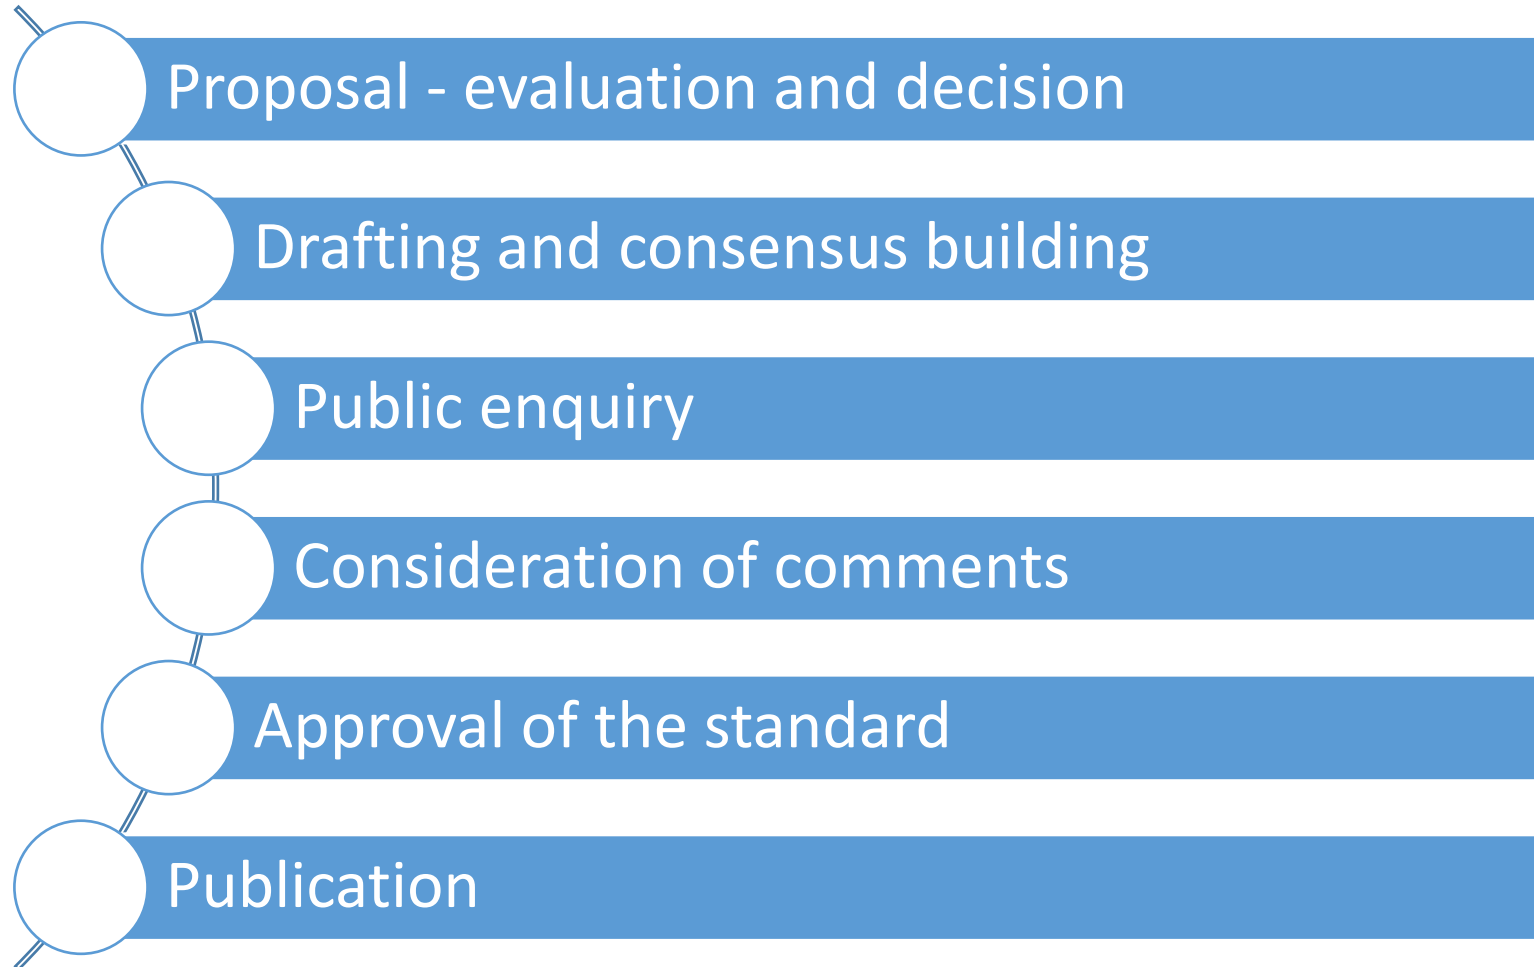 Proposal - evaluation and decision
Drafting and consensus building
Public enquiry
Consideration of comments
Approval of the standard
Publication